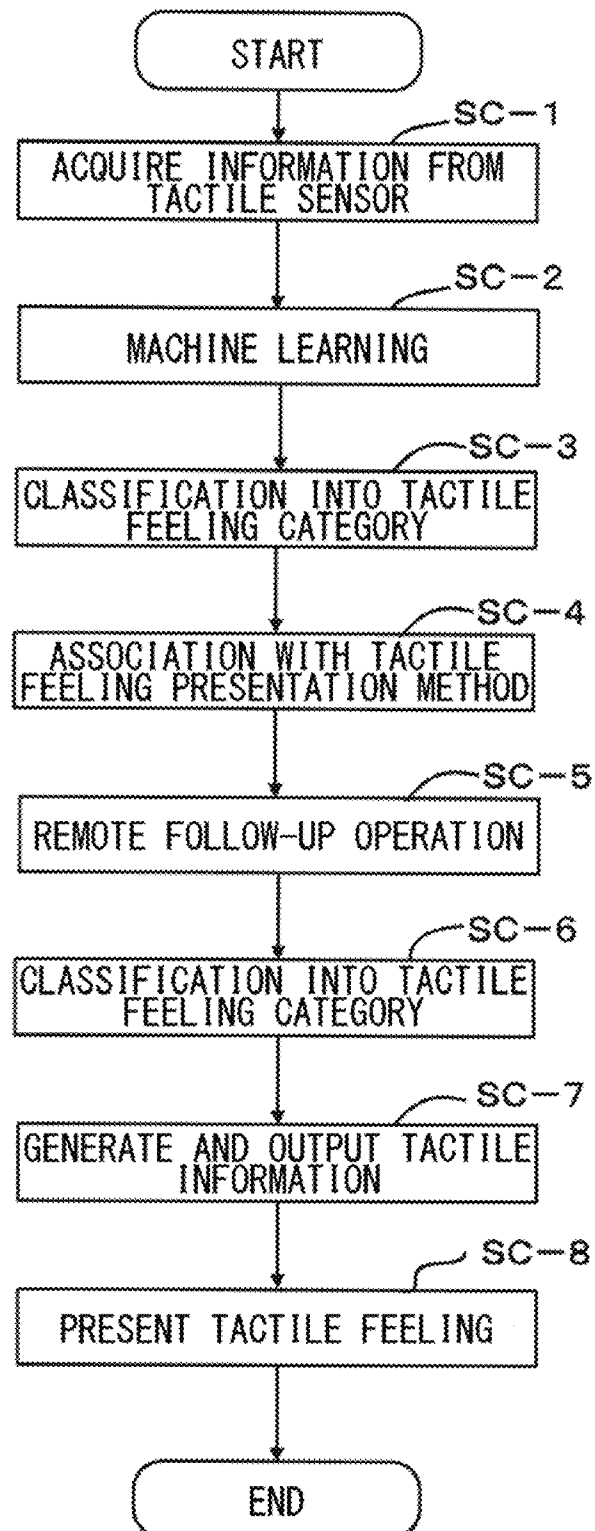 START
SC-1
ACQUIRE INFORMATION FROM
TACTILE SENSOR
SC-2
MACHINE LEARNING
SC-3
CLASSIFICATION INTO TACTILE
FEELING CATEGORY
SC-4
ASSOCIATION WITH TACTILE
FEELING PRESENTATION METHOD
SC-5
REMOTE FOLLOW-UP OPERATION
SC-6
CLASSIFICATION INTO TACTILE
FEELING CATEGORY
SC-7
GENERATE AND OUTPUT TACTILE
INFORMATION
SC-8
PRESENT TACTILE FEELING
END